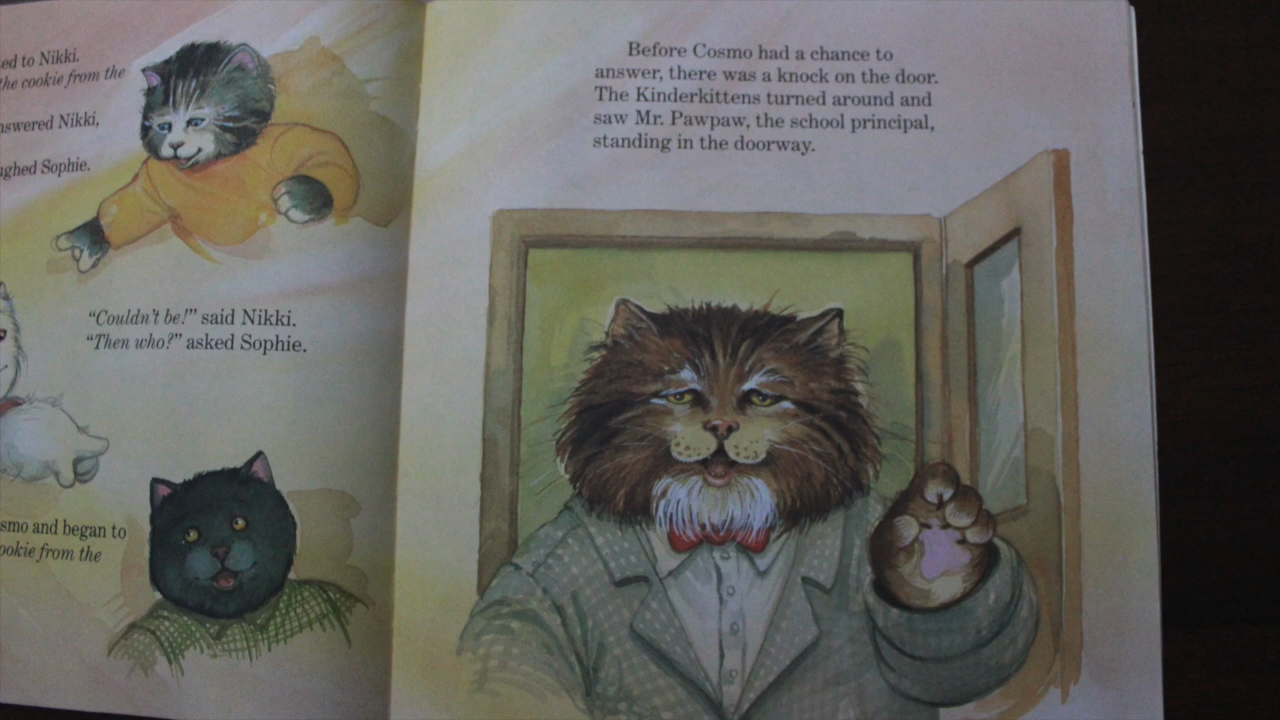 ed to Nikki.
the cookie from the
nswered Nikki,
ghed Sophie.
“Couldn’t be!” said Nikki.
“Then who?” asked Sophie.
smo and began to
ookie from the
Before Cosmo had a chance to
answer, there was a knock on the door.
The Kinderkittens turned around and
saw Mr. Pawpaw, the school principal,
standing in the doorway.